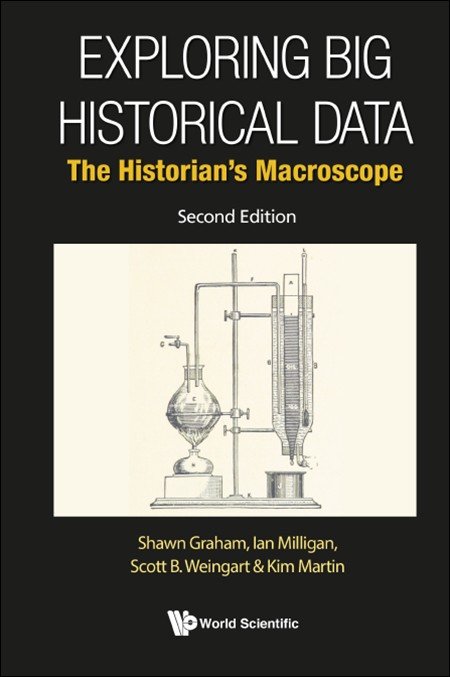 EXPLORING BIG
HISTORICAL DATA
The Historian's Macroscope
Second Edition
A
C
K
J
Shawn Graham, Ian Milligan,
Scott B. Weingart & Kim Martin
World Scientific